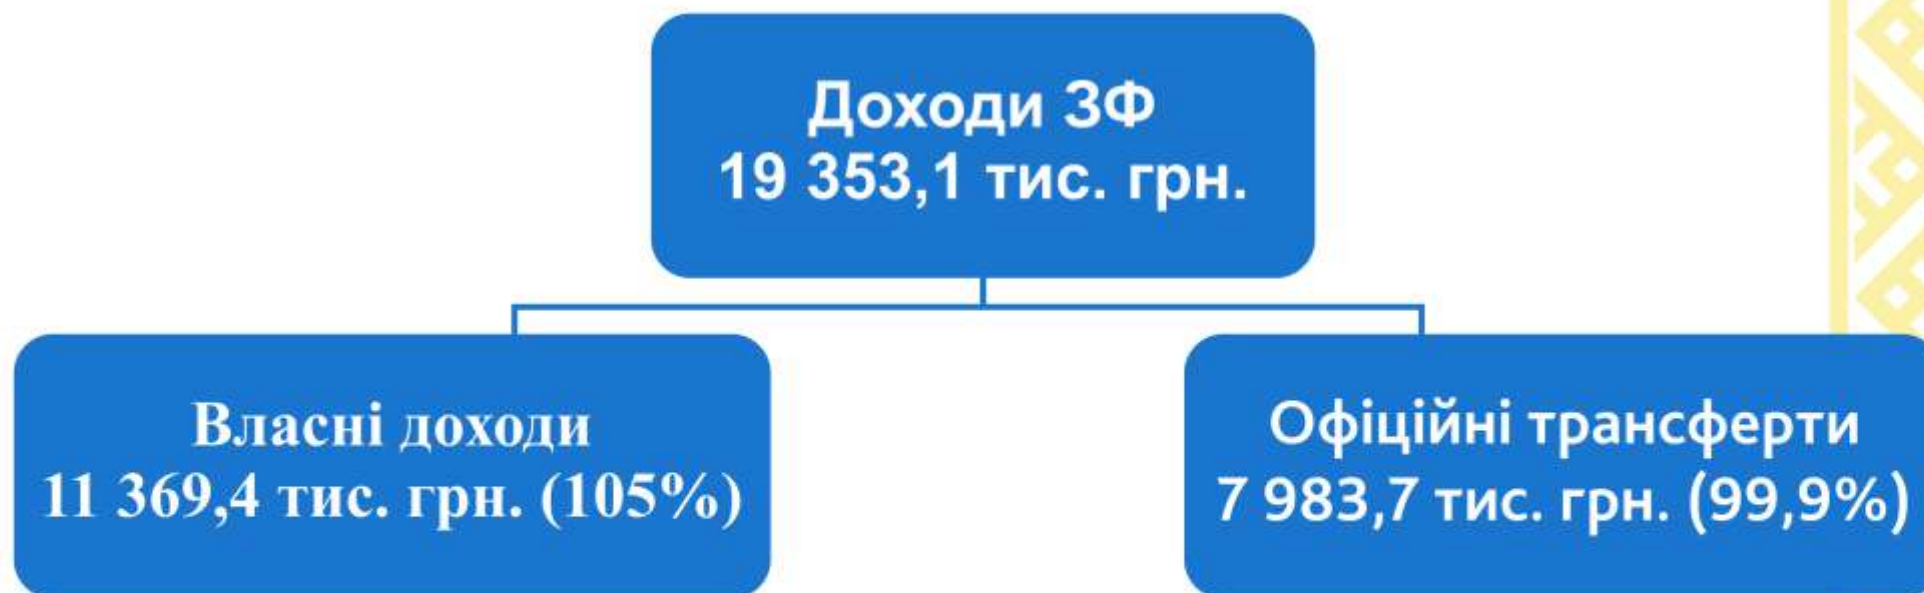 Доходи ЗФ
19 353,1 тис. грн.
Власні доходи
11 369,4 тис. грн. (105%)
Офіційні трансферти
7 983,7 тис. грн. (99,9%)